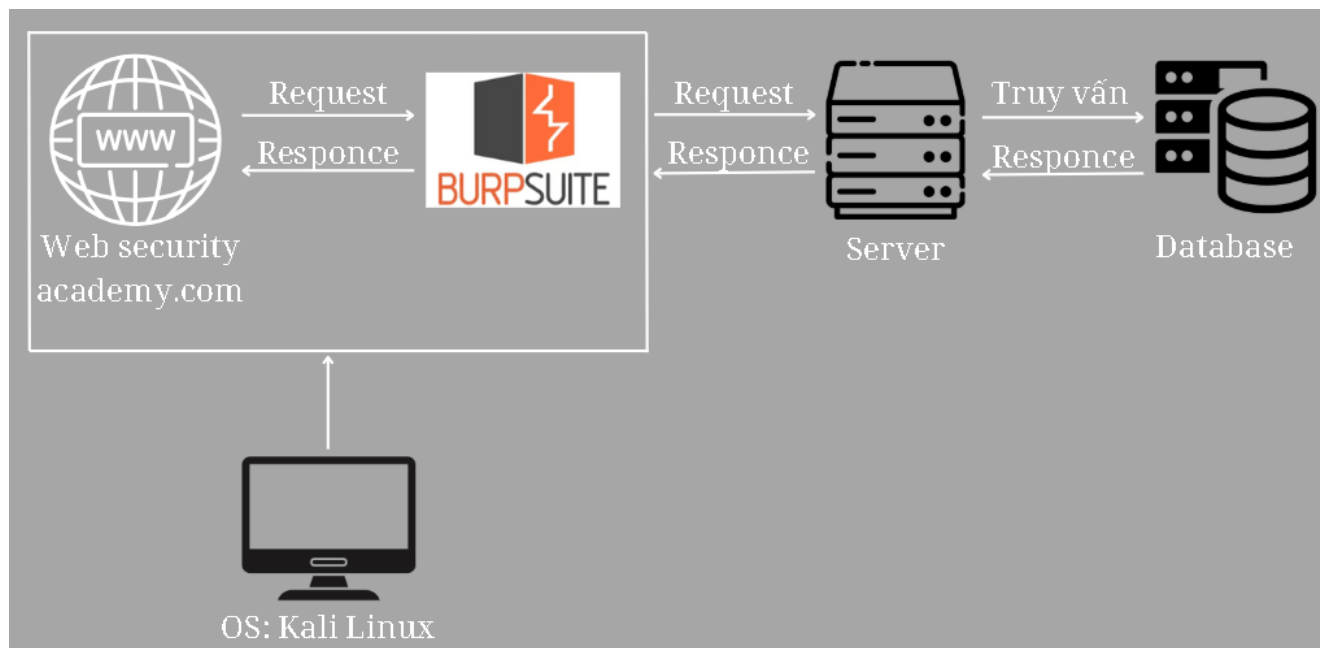 Request
Request
Truy vấn
WWW
Responce
Responce
Responce
BURPSUITE
Web security
academy.com
Server
Database
OS: Kali Linux